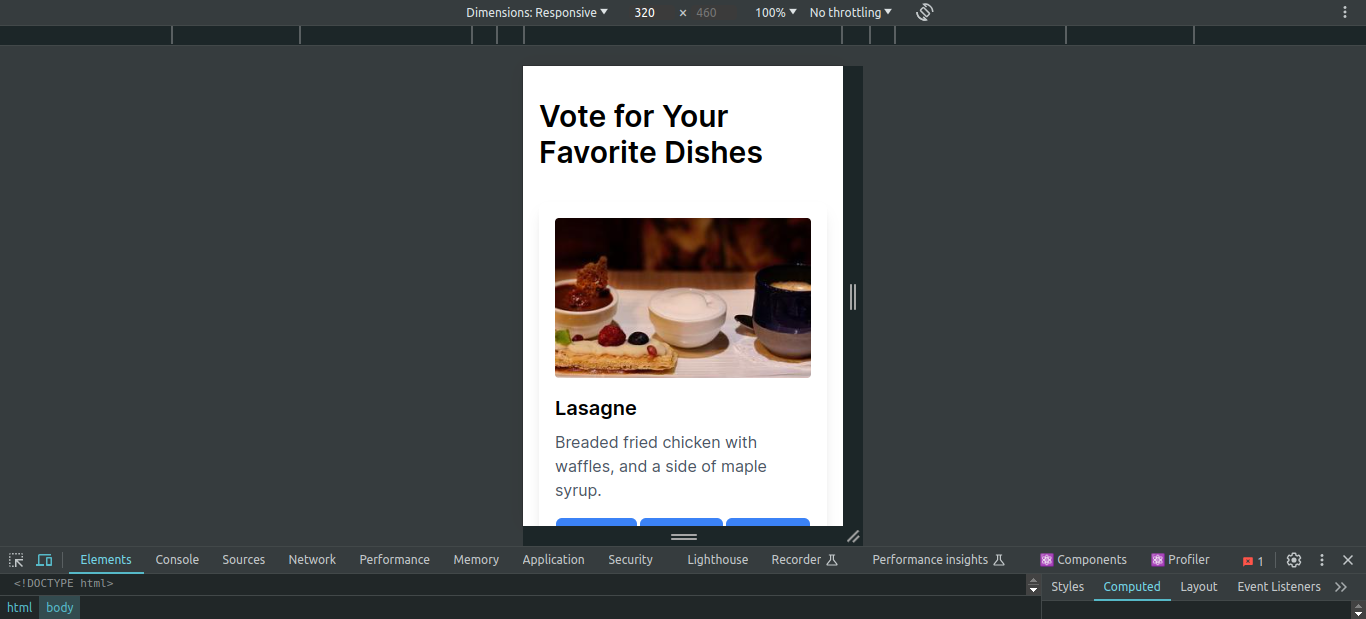 Dimensions: Responsive 320 × 460 100% No throttling
Vote for Your
Favorite Dishes
Lasagne
Breaded fried chicken with
waffles, and a side of maple
syrup.
Elements Console Sources Network Performance Memory Application Security Lighthouse Recorder Performance insights Components Profiler 1
<!DOCTYPE html>
Styles Computed Layout Event Listeners
html body